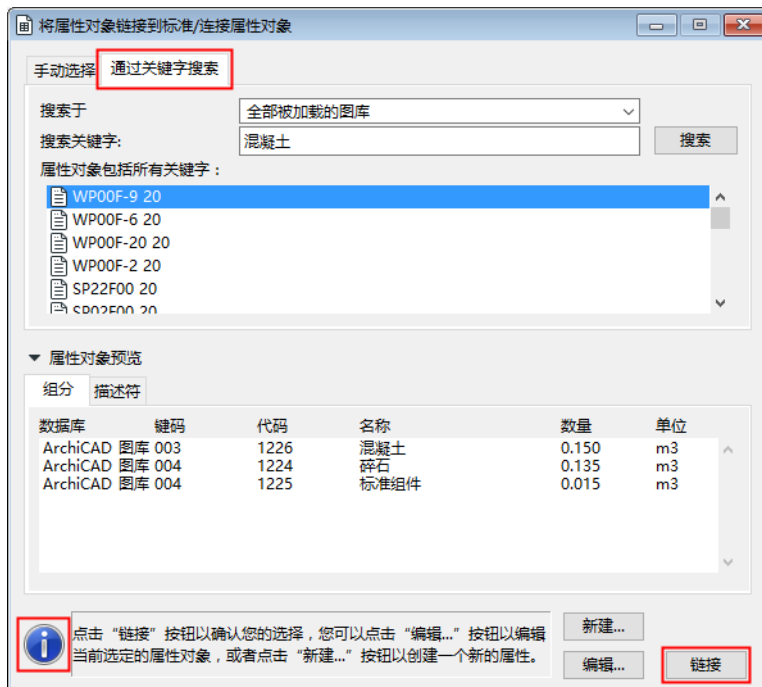 将属性对象链接到标准/连接属性对象
手动选择 通过关键字搜索
搜索于 全部被加载的图库
搜索关键字: 混凝土 搜索
属性对象包括所有关键字：
WP00F-9 20
WP00F-6 20
WP00F-20 20
WP00F-2 20
SP22F00 20
SP02F00 20
属性对象预览
组分 描述符
数据库 键码 代码 名称 数量 单位
ArchiCAD 图库 003 1226 混凝土 0.150 m3
ArchiCAD 图库 004 1224 碎石 0.135 m3
ArchiCAD 图库 004 1225 标准组件 0.015 m3
点击“链接”按钮以确认您的选择，您可以点击“编辑...”按钮以编辑
当前选定的属性对象，或者点击“新建...”按钮以创建一个新的属性。
新建...
编辑... 链接